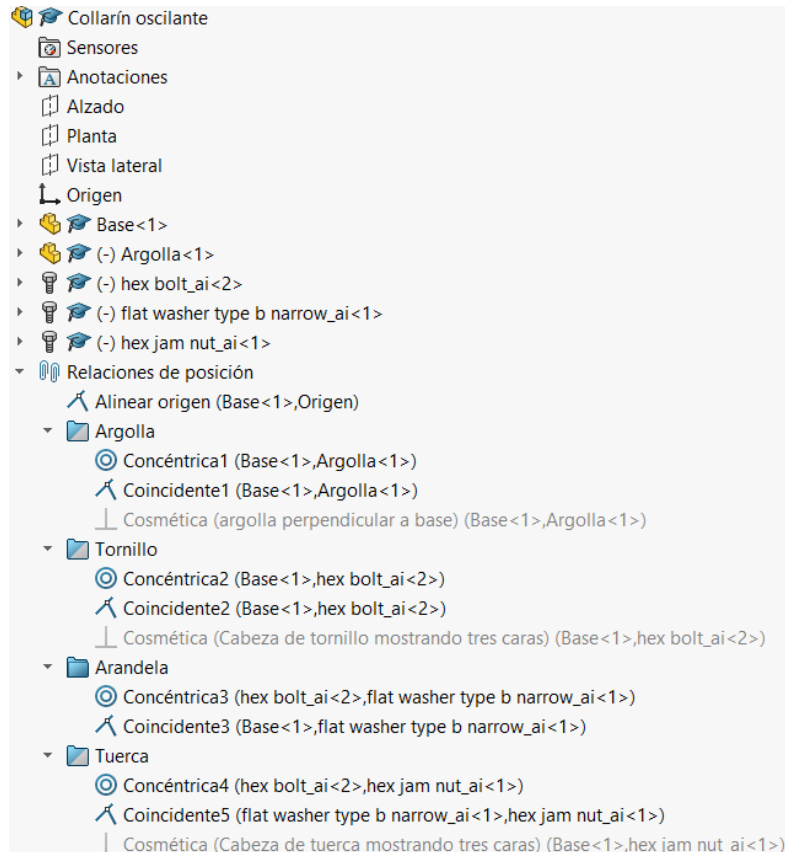 Collarín oscilante
Sensores
Anotaciones
Alzado
Planta
Vista lateral
Origen
Base<1>
(-) Argolla<1>
(-) hex bolt_ai<2>
(-) flat washer type b narrow_ai<1>
(-) hex jam nut_ai<1>
Relaciones de posición
Alinear origen (Base<1>,Origen)
Argolla
Concéntrica1 (Base<1>,Argolla<1>)
Coincidente1 (Base<1>,Argolla<1>)
Cosmética (argolla perpendicular a base) (Base<1>,Argolla<1>)
Tornillo
Concéntrica2 (Base<1>,hex bolt_ai<2>)
Coincidente2 (Base<1>,hex bolt_ai<2>)
Cosmética (Cabeza de tornillo mostrando tres caras) (Base<1>,hex bolt_ai<2>)
Arandela
Concéntrica3 (hex bolt_ai<2>,flat washer type b narrow_ai<1>)
Coincidente3 (Base<1>,flat washer type b narrow_ai<1>)
Tuerca
Concéntrica4 (hex bolt_ai<2>,hex jam nut_ai<1>)
Coincidente5 (flat washer type b narrow_ai<1>,hex jam nut_ai<1>)
Cosmética (Cabeza de tuerca mostrando tres caras) (Base<1>,hex jam nut_ai<1>)